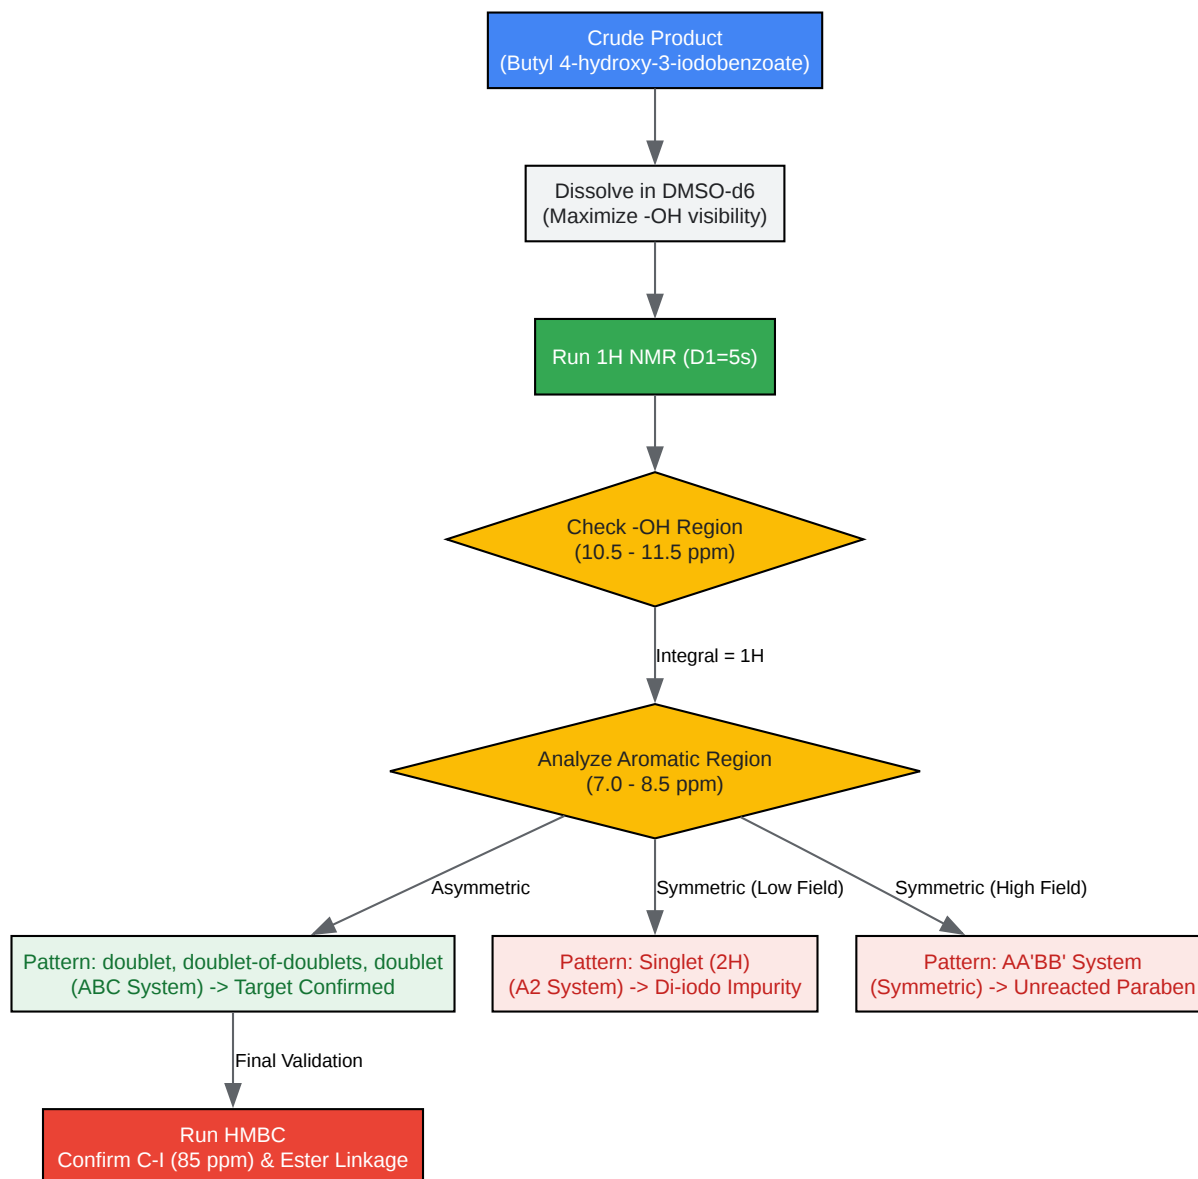 Crude Product
(Butyl 4-hydroxy-3-iodobenzoate)
Dissolve in DMSO-d6
(Maximize -OH visibility)
Run 1H NMR (D1=5s)
Check -OH Region
(10.5 - 11.5 ppm)
Integral = 1H
Analyze Aromatic Region
(7.0 - 8.5 ppm)
Asymmetric
Symmetric (Low Field)
Symmetric (High Field)
Pattern: doublet, doublet-of-doublets, doublet
(ABC System) -> Target Confirmed
Pattern: Singlet (2H)
(A2 System) -> Di-iodo Impurity
Pattern: AA'BB' System
(Symmetric) -> Unreacted Paraben
Final Validation
Run HMBC
Confirm C-I (85 ppm) & Ester Linkage